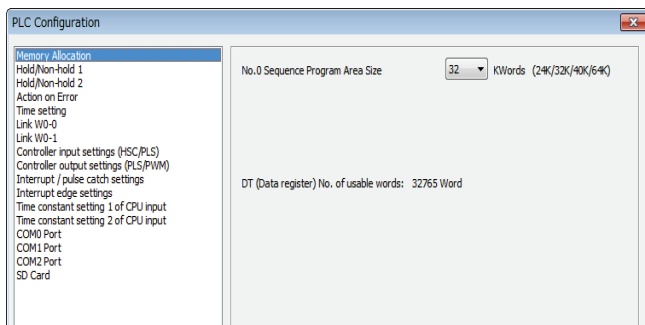 PLC Configuration
Memory Allocation
Hold/Non-hold 1
Hold/Non-hold 2
Action on Error
Time setting
Link W0-0
Link W0-1
Controller input settings (HSC/PLS)
Controller output settings (PLS/PWM)
Interrupt / pulse catch settings
Interrupt edge settings
Time constant setting 1 of CPU input
Time constant setting 2 of CPU input
COM0 Port
COM1 Port
COM2 Port
SD Card
No.0 Sequence Program Area Size 32 KWords (24K/32K/40K/64K)
DT (Data register) No. of usable words: 32765 Word